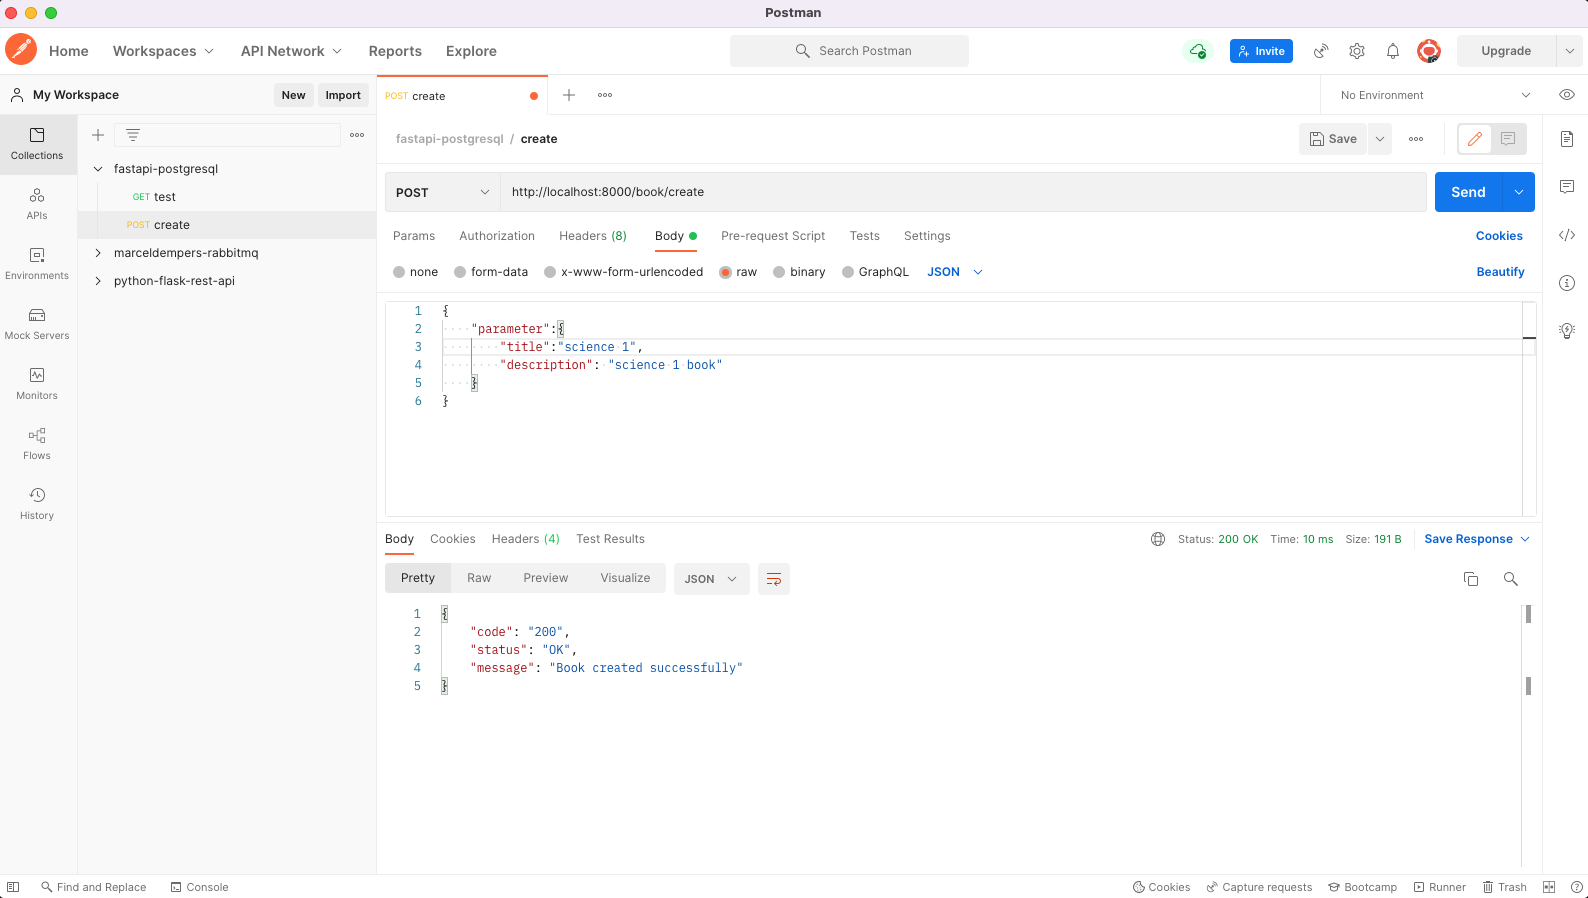 Postman
Home Workspaces API Network Reports Explore Search Postman Invite Upgrade
My Workspace New Import POST create No Environment
Collections
APIs
Environments
Mock Servers
Monitors
Flows
History
fastapi-postgresql
GET test
POST create
marceldempers-rabbitmq
python-flask-rest-api
fastapi-postgresql / create Save
POST http://localhost:8000/book/create Send
Params Authorization Headers (8) Body Pre-request Script Tests Settings Cookies
none form-data x-www-form-urlencoded raw binary GraphQL JSON Beautify
1 {
2 "parameter":{
3 "title":"science 1",
4 "description": "science 1 book"
5 }
6 }
Body Cookies Headers (4) Test Results Status: 200 OK Time: 10 ms Size: 191 B Save Response
Pretty Raw Preview Visualize JSON
1 {
2 "code": "200",
3 "status": "OK",
4 "message": "Book created successfully"
5 }
Find and Replace Console Cookies Capture requests Bootcamp Runner Trash